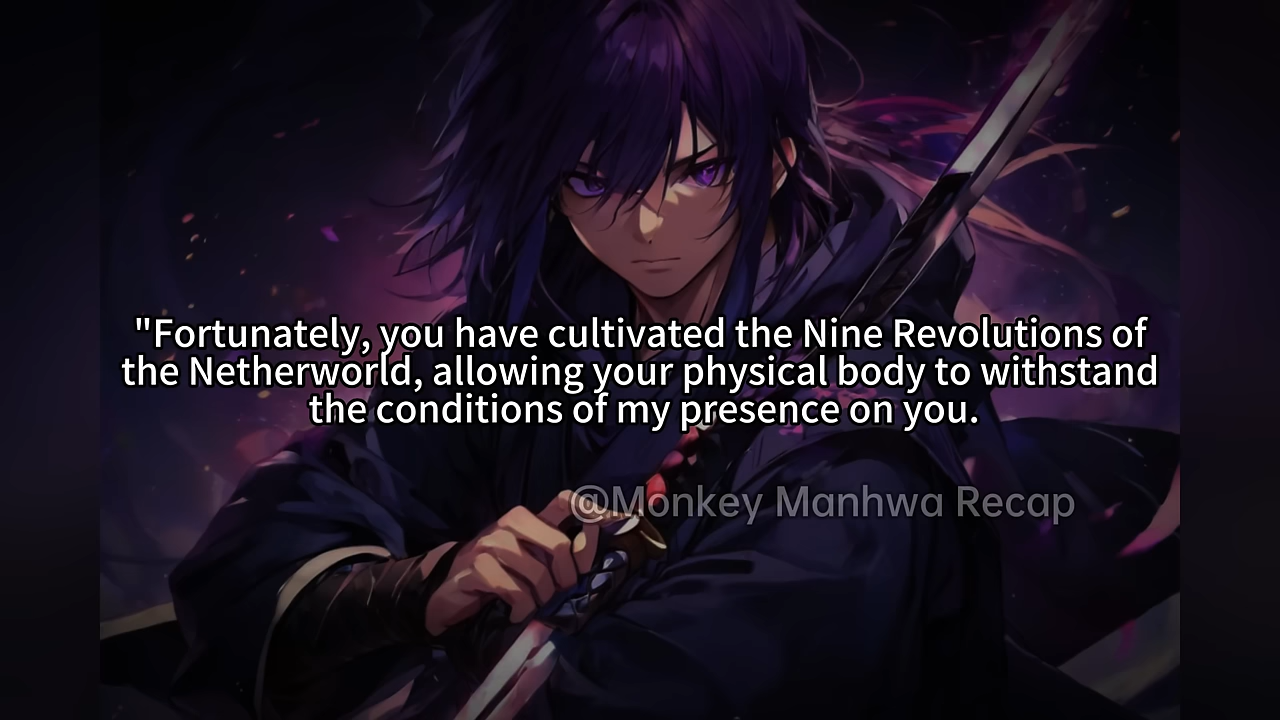 "Fortunately, you have cultivated the Nine Revolutions of
the Netherworld, allowing your physical body to withstand
the conditions of my presence on you.
@Monkey Manhwa Recap